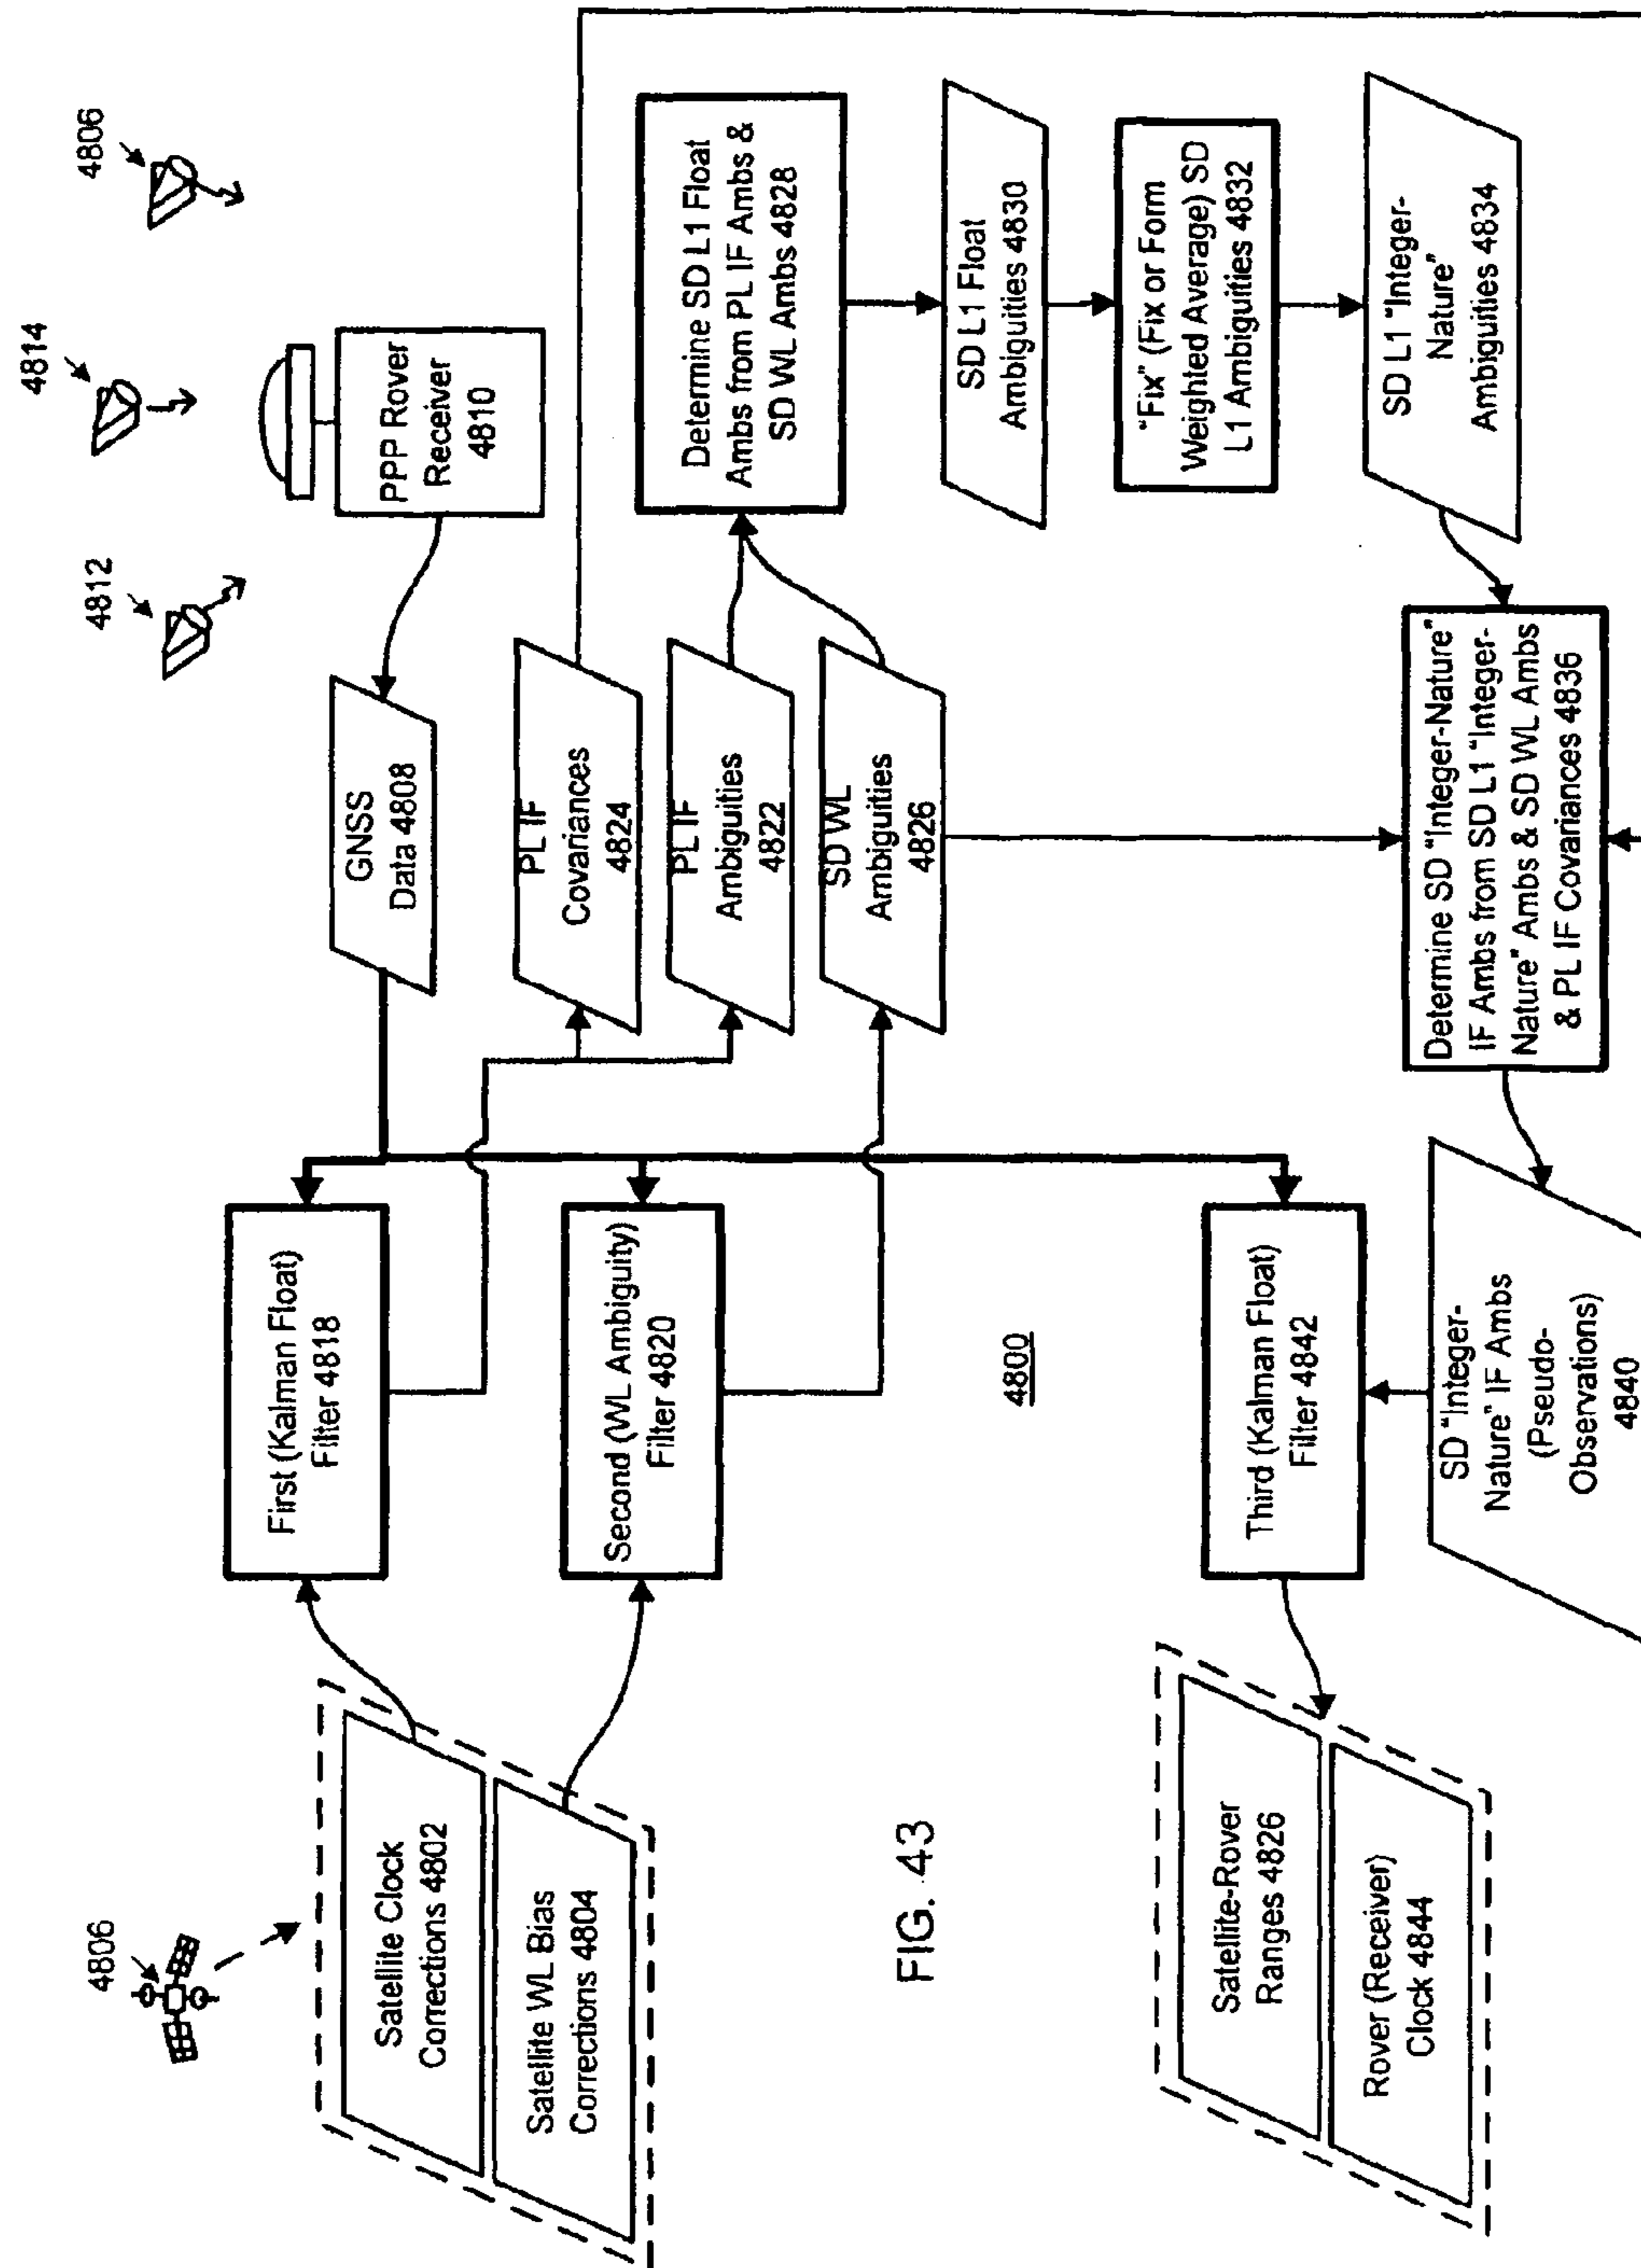 4806
Satellite Clock
Corrections 4802
Satellite WL Bias
Corrections 4804
First (Kalman Float)
Filter 4818
Second (WL Ambiguity)
Filter 4820
4812
4814
4806
GNSS
Data 4808
PPP Rover
Receiver
4810
PL IF
Covariances
4824
PL IF
Ambiguities
4822
SD WL
Ambiguities
4826
Determine SD L1 Float
Ambs from PL IF Ambs &
SD WL Ambs 4828
SD L1 Float
Ambiguities 4830
"Fix" (Fix or Form
Weighted Average) SD
L1 Ambiguities 4832
SD L1 "Integer-
Nature"
Ambiguities 4834
Determine SD "Integer-Nature"
IF Ambs from SD L1 "Integer-
Nature" Ambs & SD WL Ambs
& PL IF Covariances 4836
4800
FIG. 43
Third (Kalman Float)
Filter 4842
SD "Integer-
Nature" IF Ambs
(Pseudo-
Observations)
4840
Satellite-Rover
Ranges 4826
Rover (Receiver)
Clock 4844